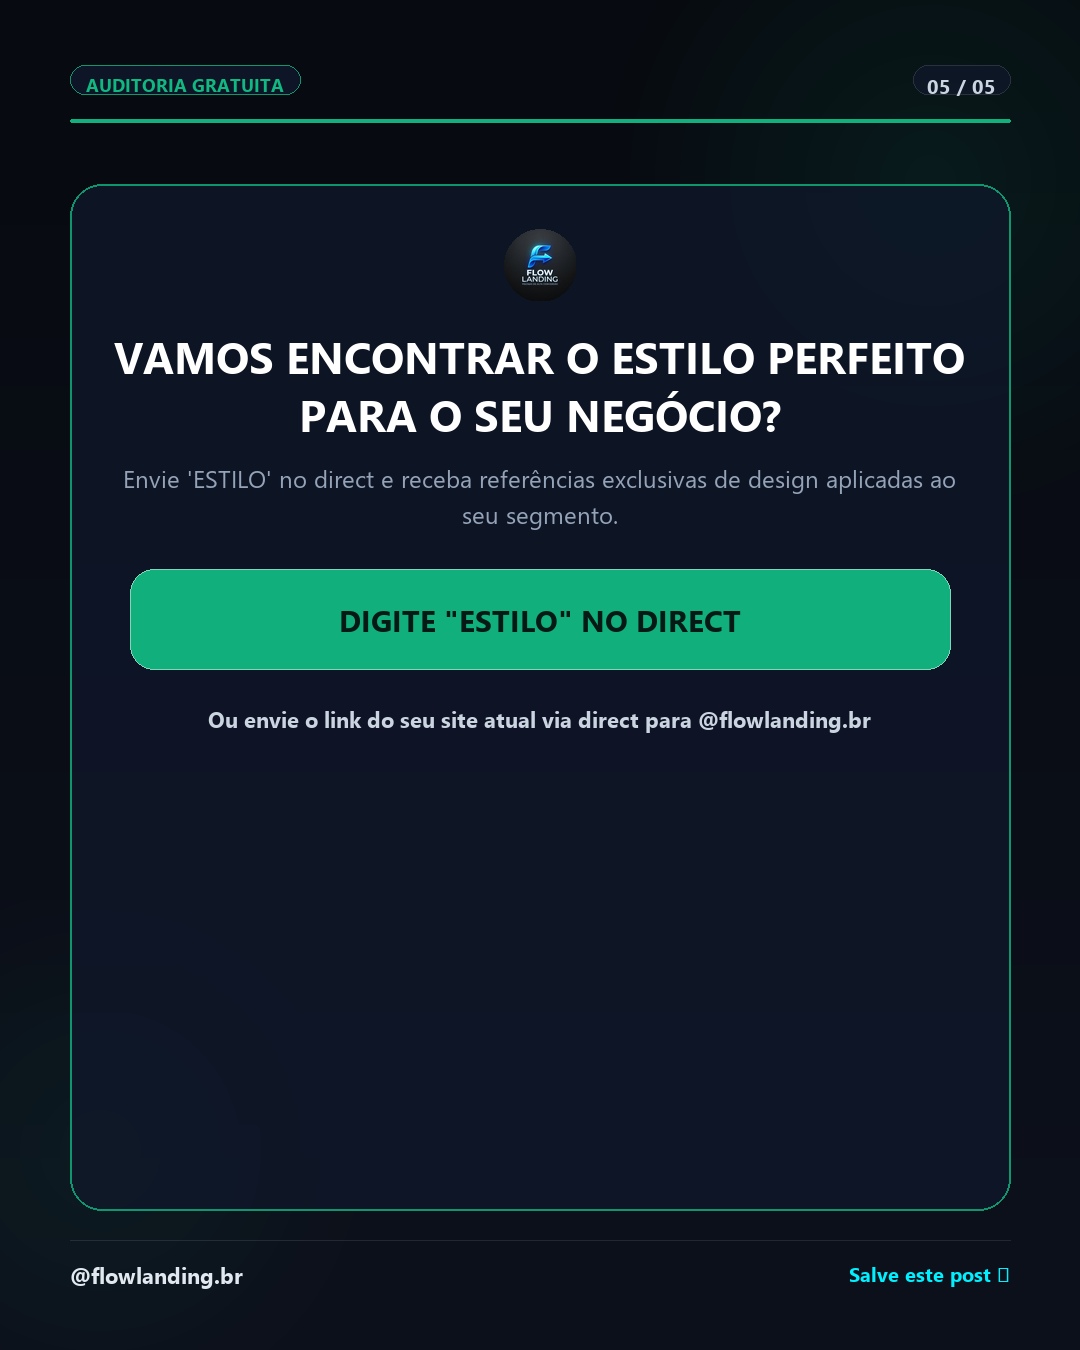 AUDITORIA GRATUITA
05 / 05
FLOW
LANDING
VAMOS ENCONTRAR O ESTILO PERFEITO
PARA O SEU NEGÓCIO?
Envie 'ESTILO' no direct e receba referências exclusivas de design aplicadas ao
seu segmento.
DIGITE "ESTILO" NO DIRECT
Ou envie o link do seu site atual via direct para @flowlanding.br
@flowlanding.br
Salve este post